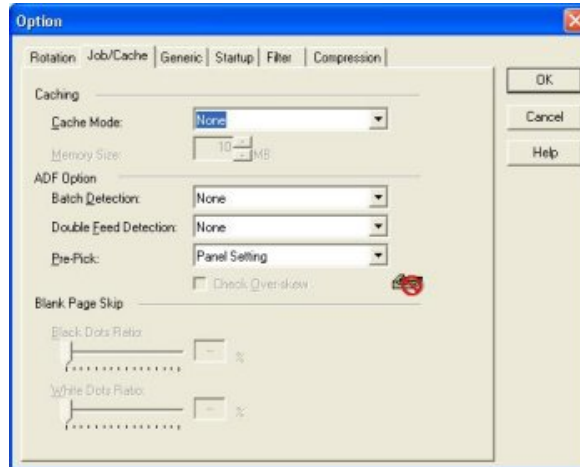 Option
Rotation Job/Cache Generic Startup Filter Compression
OK
Caching
Cache Mode: None
Cancel
Memory Size: 10 MB
Help
ADF Option
Batch Detection: None
Double Feed Detection: None
Pre-Pick: Panel Setting
Check Over-skew
Blank Page Skip
Black Dots Ratio:
-- %
White Dots Ratio:
-- %